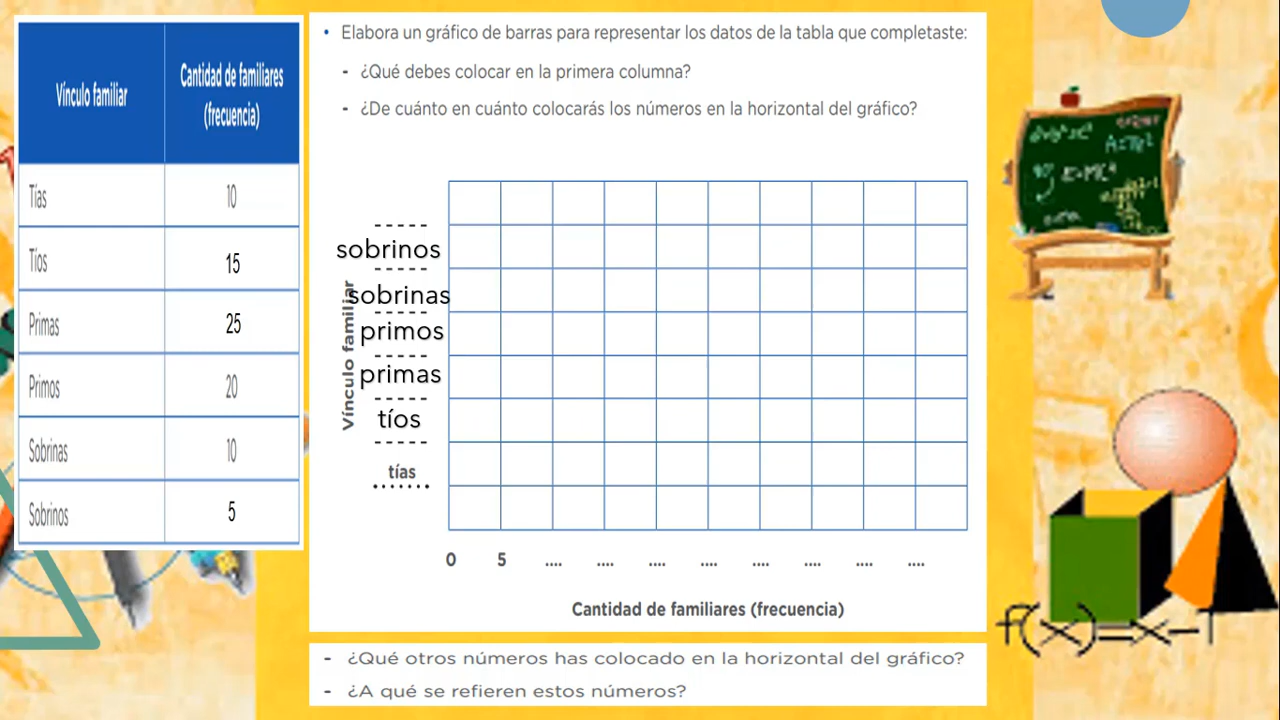 Vínculo familiar
Cantidad de familiares
(frecuencia)
Tías 10
Tíos 15
Primas 25
Primos 20
Sobrinas 10
Sobrinos 5
• Elabora un gráfico de barras para representar los datos de la tabla que completaste:
- ¿Qué debes colocar en la primera columna?
- ¿De cuánto en cuánto colocarás los números en la horizontal del gráfico?
Vínculo familiar
sobrinos
sobrinas
primos
primas
tíos
tías
0 5 .... .... .... .... .... .... .... ....
Cantidad de familiares (frecuencia)
- ¿Qué otros números has colocado en la horizontal del gráfico?
- ¿A qué se refieren estos números?
E=MC²
f(x)=x-1